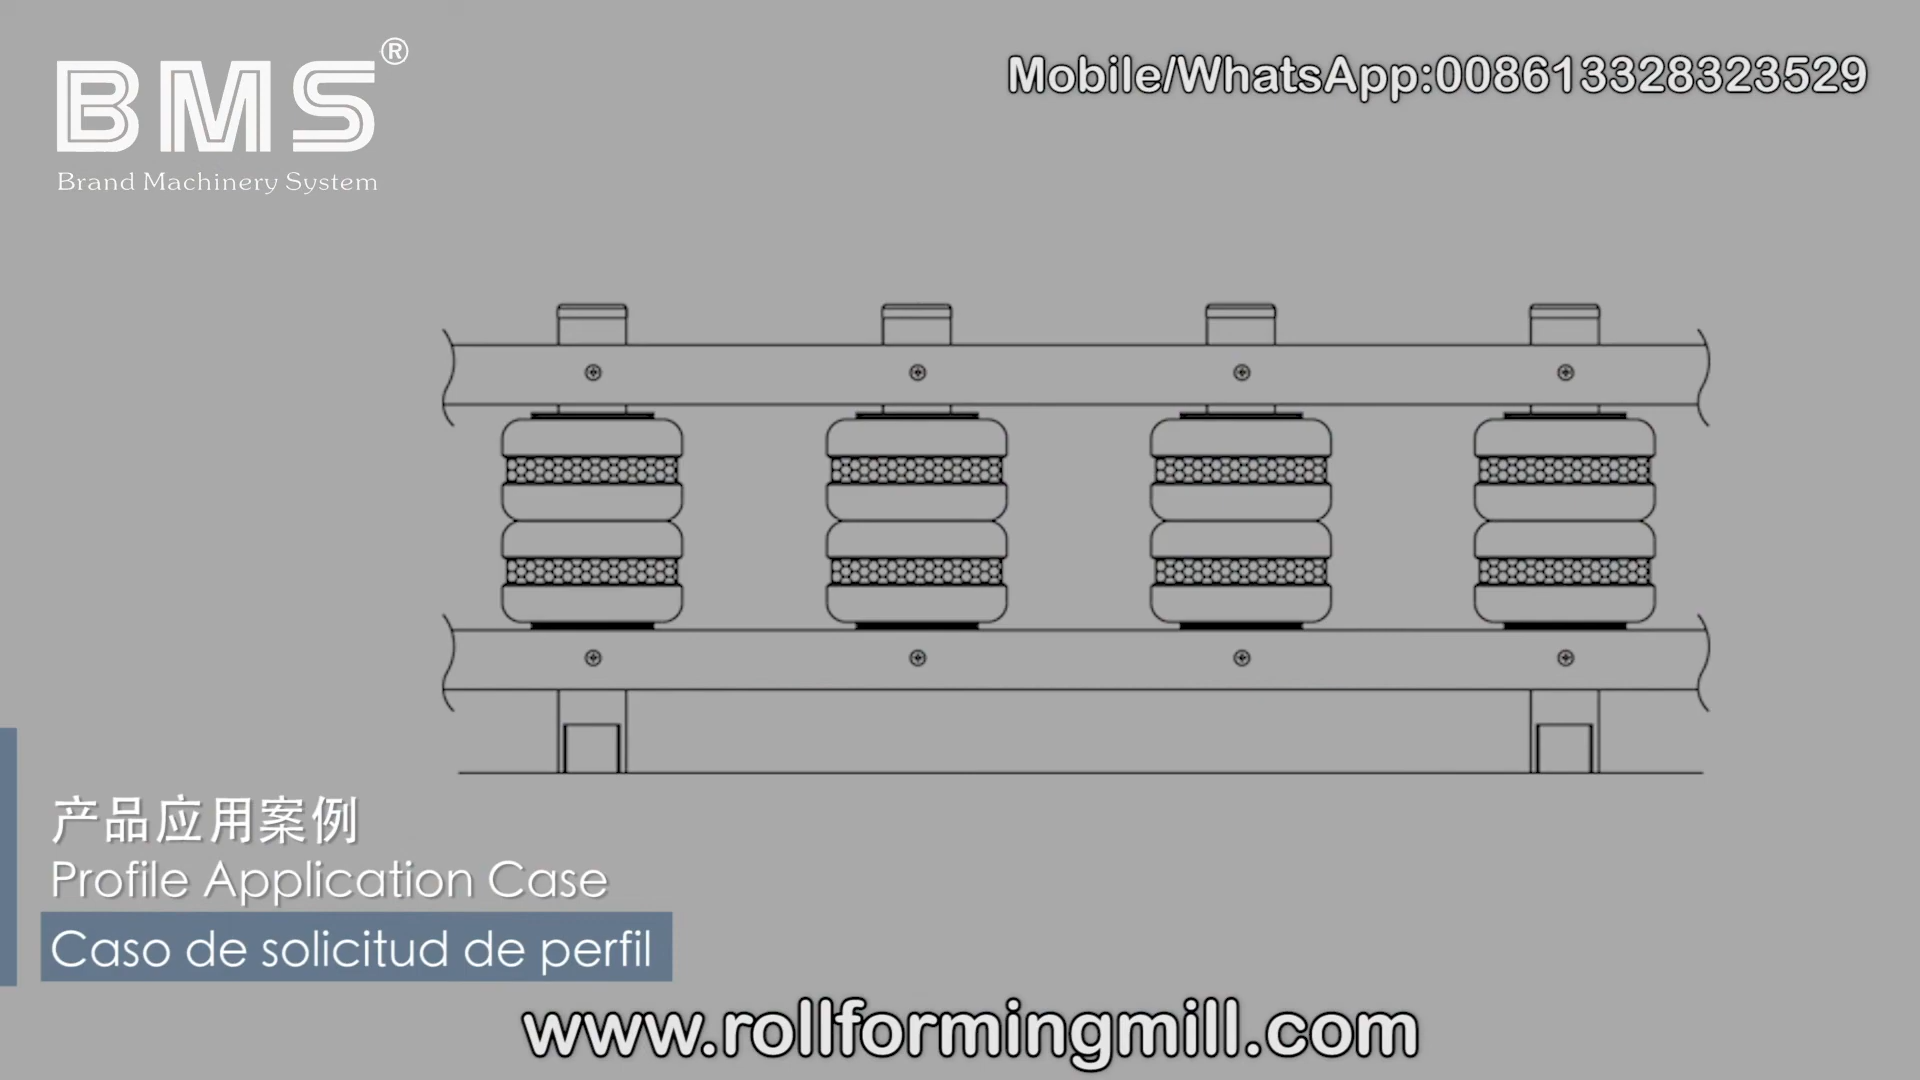 BMS®
Brand Machinery System
Mobile/WhatsApp:008613328323529
产品应用案例
Profile Application Case
Caso de solicitud de perfil
www.rollformingmill.com